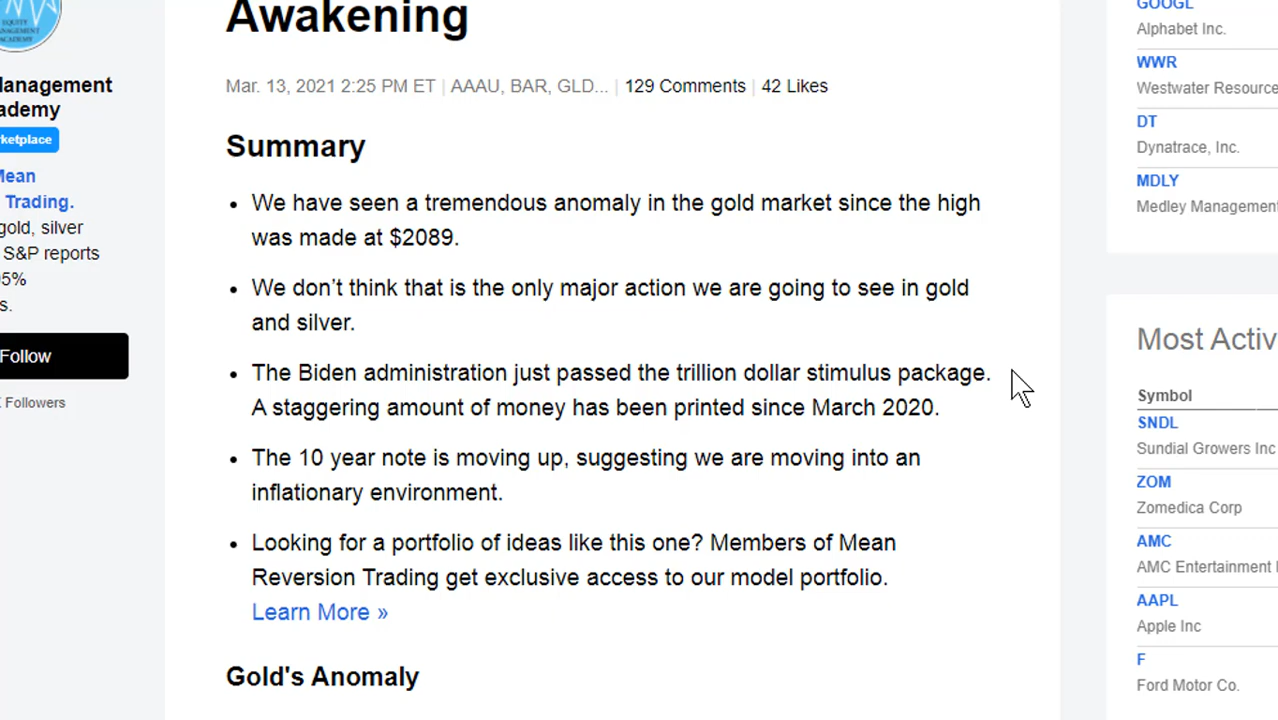 Awakening
EQUITY
MANAGEMENT
ACADEMY
Management
ademy
ketplace
Mean
Trading.
gold, silver
S&P reports
95%
s.
Follow
Followers
Mar. 13, 2021 2:25 PM ET | AAAU, BAR, GLD... | 129 Comments | 42 Likes
Summary
• We have seen a tremendous anomaly in the gold market since the high
was made at $2089.
• We don’t think that is the only major action we are going to see in gold
and silver.
• The Biden administration just passed the trillion dollar stimulus package.
A staggering amount of money has been printed since March 2020.
• The 10 year note is moving up, suggesting we are moving into an
inflationary environment.
• Looking for a portfolio of ideas like this one? Members of Mean
Reversion Trading get exclusive access to our model portfolio.
Learn More »
Gold's Anomaly
GOOGL
Alphabet Inc.
WWR
Westwater Resource
DT
Dynatrace, Inc.
MDLY
Medley Management
Most Activ
Symbol
SNDL
Sundial Growers Inc
ZOM
Zomedica Corp
AMC
AMC Entertainment
AAPL
Apple Inc
F
Ford Motor Co.